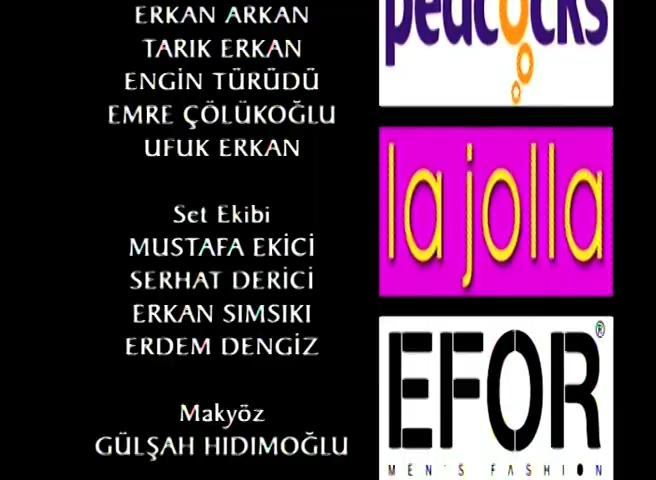 ERKAN ARKAN
TARIK ERKAN
ENGİN TÜRÜDÜ
EMRE ÇÖLÜKOĞLU
UFUK ERKAN
Set Ekibi
MUSTAFA EKİCİ
SERHAT DERİCİ
ERKAN SIMSIKI
ERDEM DENGİZ
Makyöz
GÜLŞAH HIDIMOĞLU
peacocks
la jolla
EFOR®
MEN'S FASHION